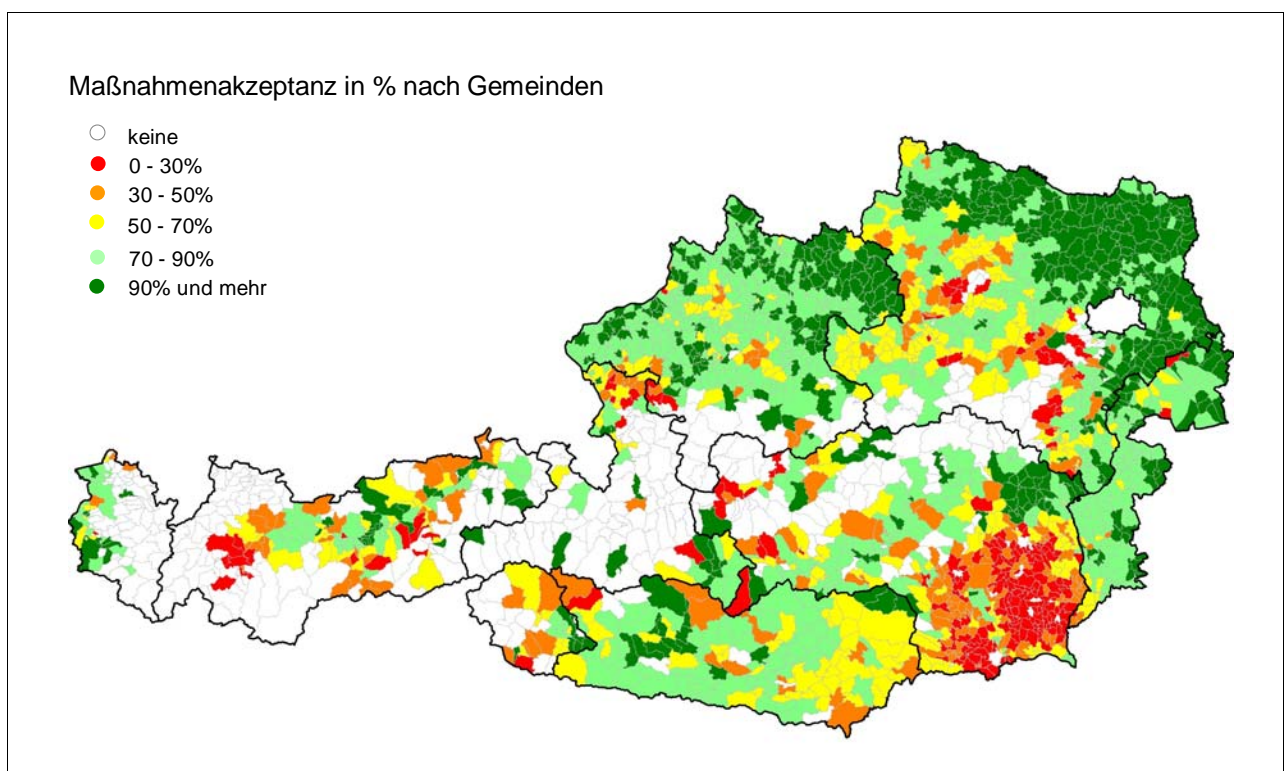 Maßnahmenakzeptanz in % nach Gemeinden
keine
0 - 30%
30 - 50%
50 - 70%
70 - 90%
90% und mehr